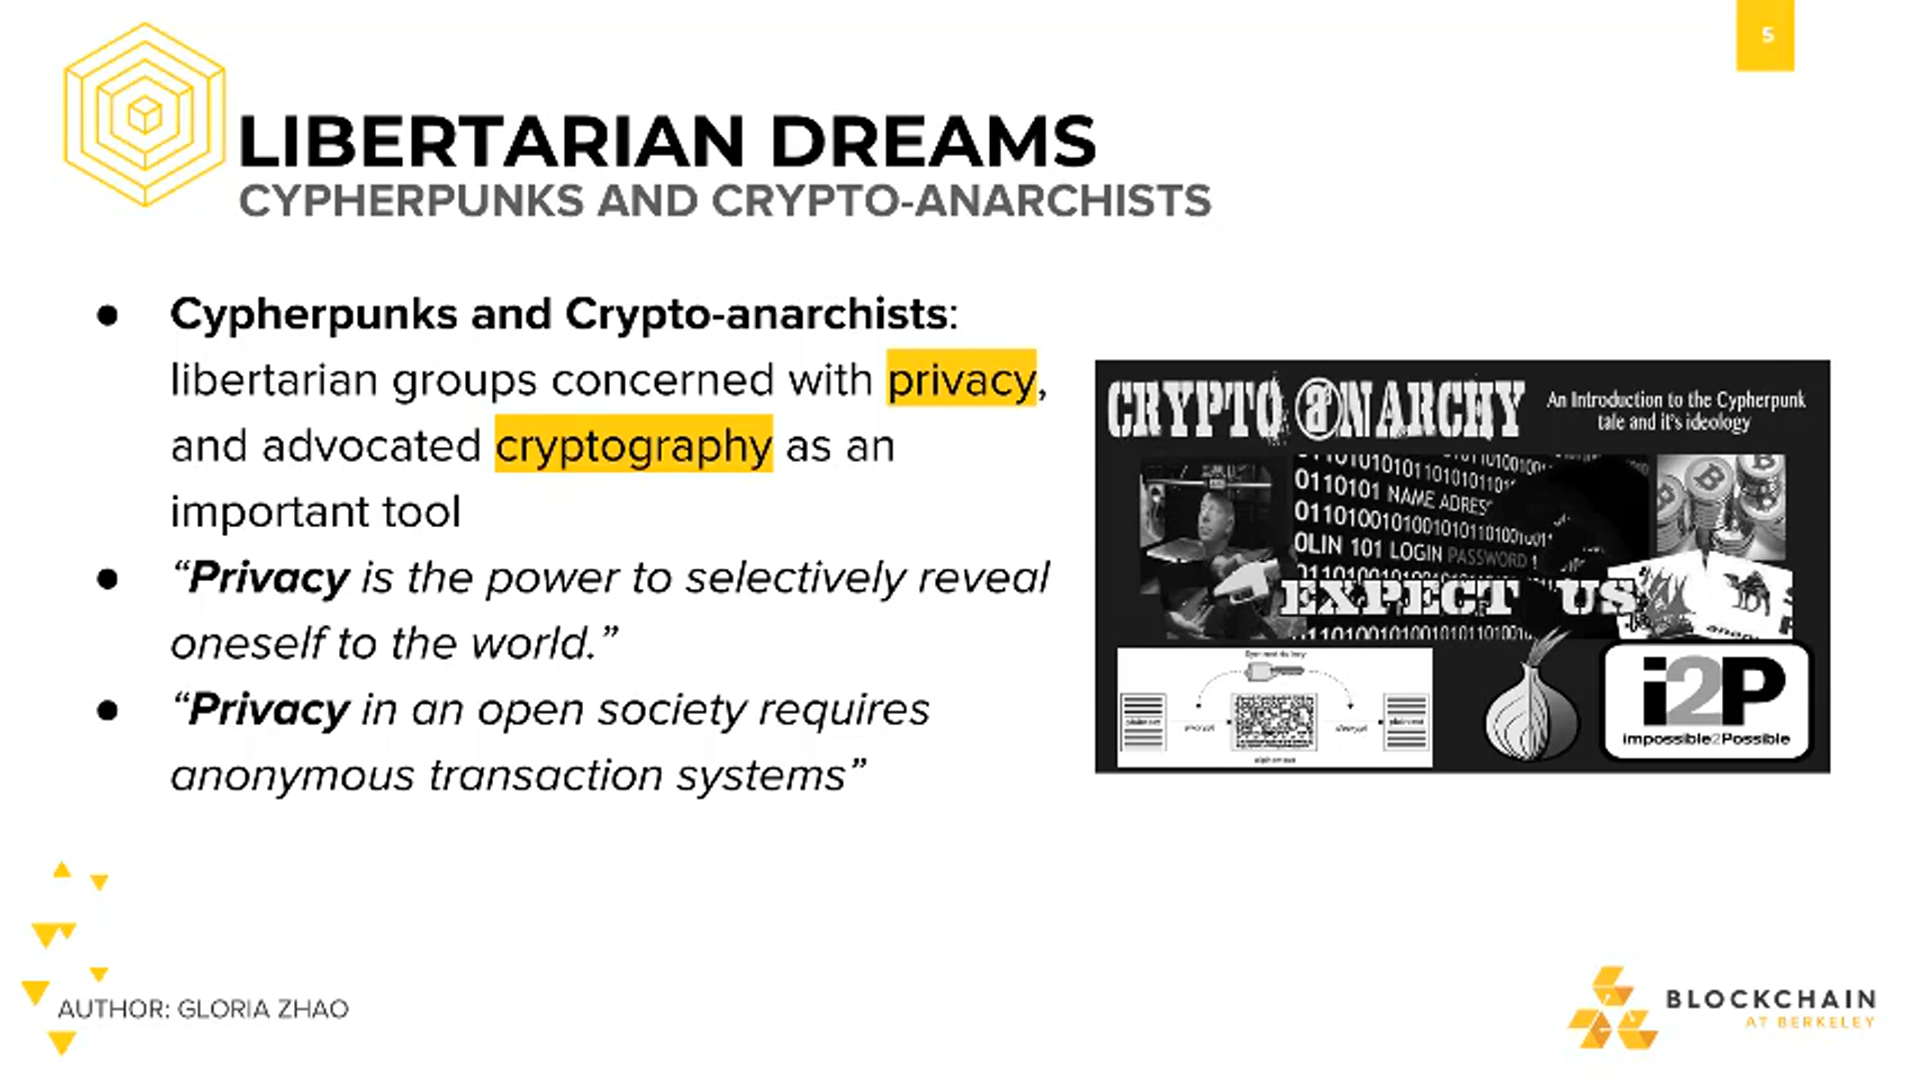 5
LIBERTARIAN DREAMS
CYPHERPUNKS AND CRYPTO-ANARCHISTS
● Cypherpunks and Crypto-anarchists:
libertarian groups concerned with privacy,
and advocated cryptography as an
important tool
● “Privacy is the power to selectively reveal
oneself to the world.”
● “Privacy in an open society requires
anonymous transaction systems”
CRYPTO @NARCHY
An Introduction to the Cypherpunk
tale and it's ideology
0110101 NAME ADRES
0LIN 101 LOGIN PASSWORD
EXPECT US
i2P
impossible2Possible
AUTHOR: GLORIA ZHAO
BLOCKCHAIN
AT BERKELEY